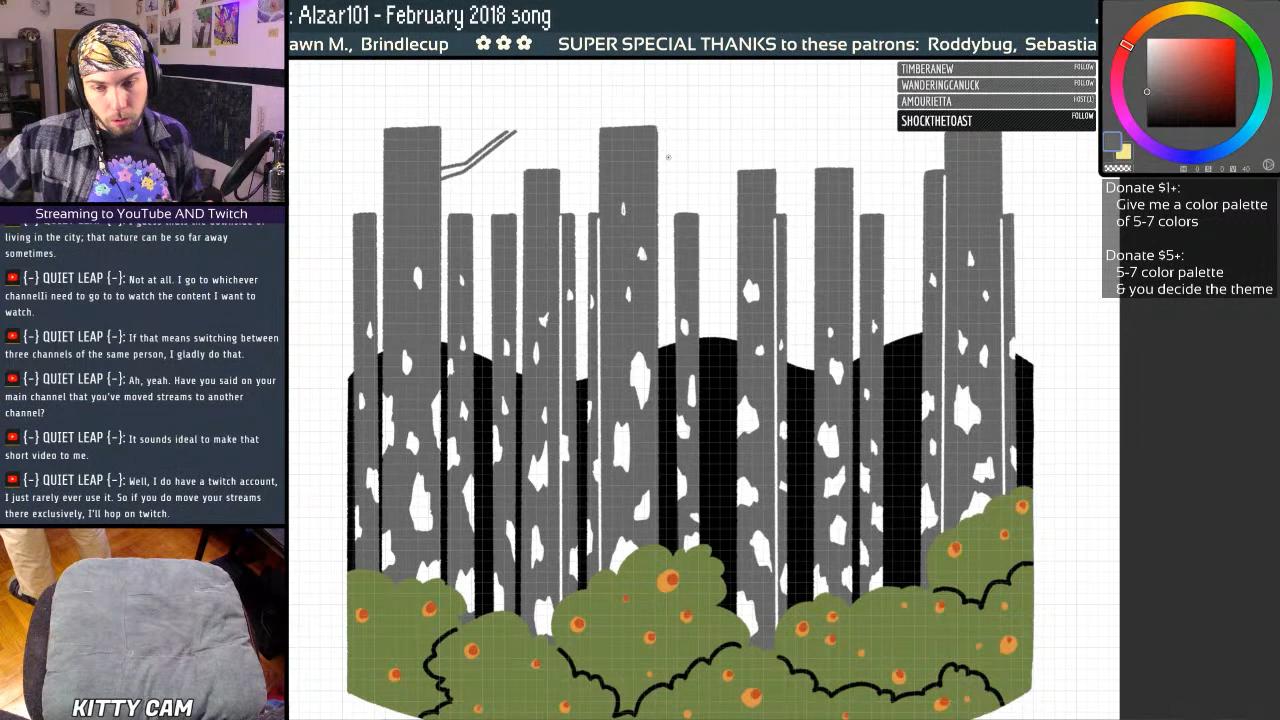 : Alzar101 - February 2018 song
awn M., Brindlecup ✿ ✿ ✿ SUPER SPECIAL THANKS to these patrons: Roddybug, Sebastia
TIMBERANEW FOLLOW
WANDERINGCANUCK FOLLOW
AMOURIETTA HOST(1)
SHOCKTHETOAST FOLLOW
Donate $1+:
Give me a color palette
of 5-7 colors
Donate $5+:
5-7 color palette
& you decide the theme
Streaming to YouTube AND Twitch
living in the city; that nature can be so far away
sometimes.
{-} QUIET LEAP {-}: Not at all. I go to whichever
channelIi need to go to to watch the content I want to
watch.
{-} QUIET LEAP {-}: If that means switching between
three channels of the same person, I gladly do that.
{-} QUIET LEAP {-}: Ah, yeah. Have you said on your
main channel that you've moved streams to another
channel?
{-} QUIET LEAP {-}: It sounds ideal to make that
short video to me.
{-} QUIET LEAP {-}: Well, I do have a twitch account,
I just rarely ever use it. So if you do move your streams
there exclusively, I'll hop on twitch.
KITTY CAM